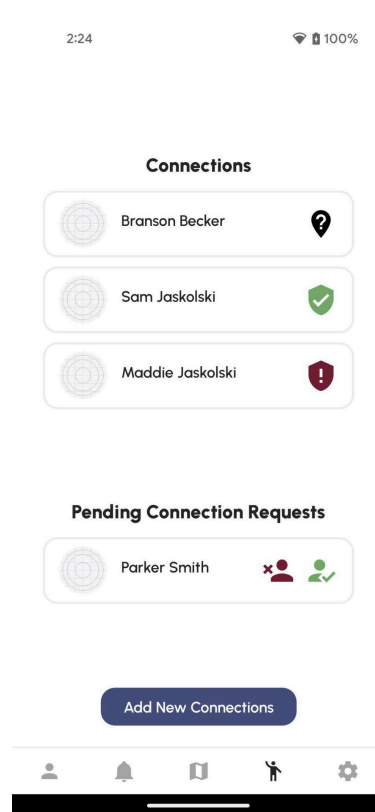 2:24
100%
Connections
Branson Becker
Sam Jaskolski
Maddie Jaskolski
Pending Connection Requests
Parker Smith
Add New Connections